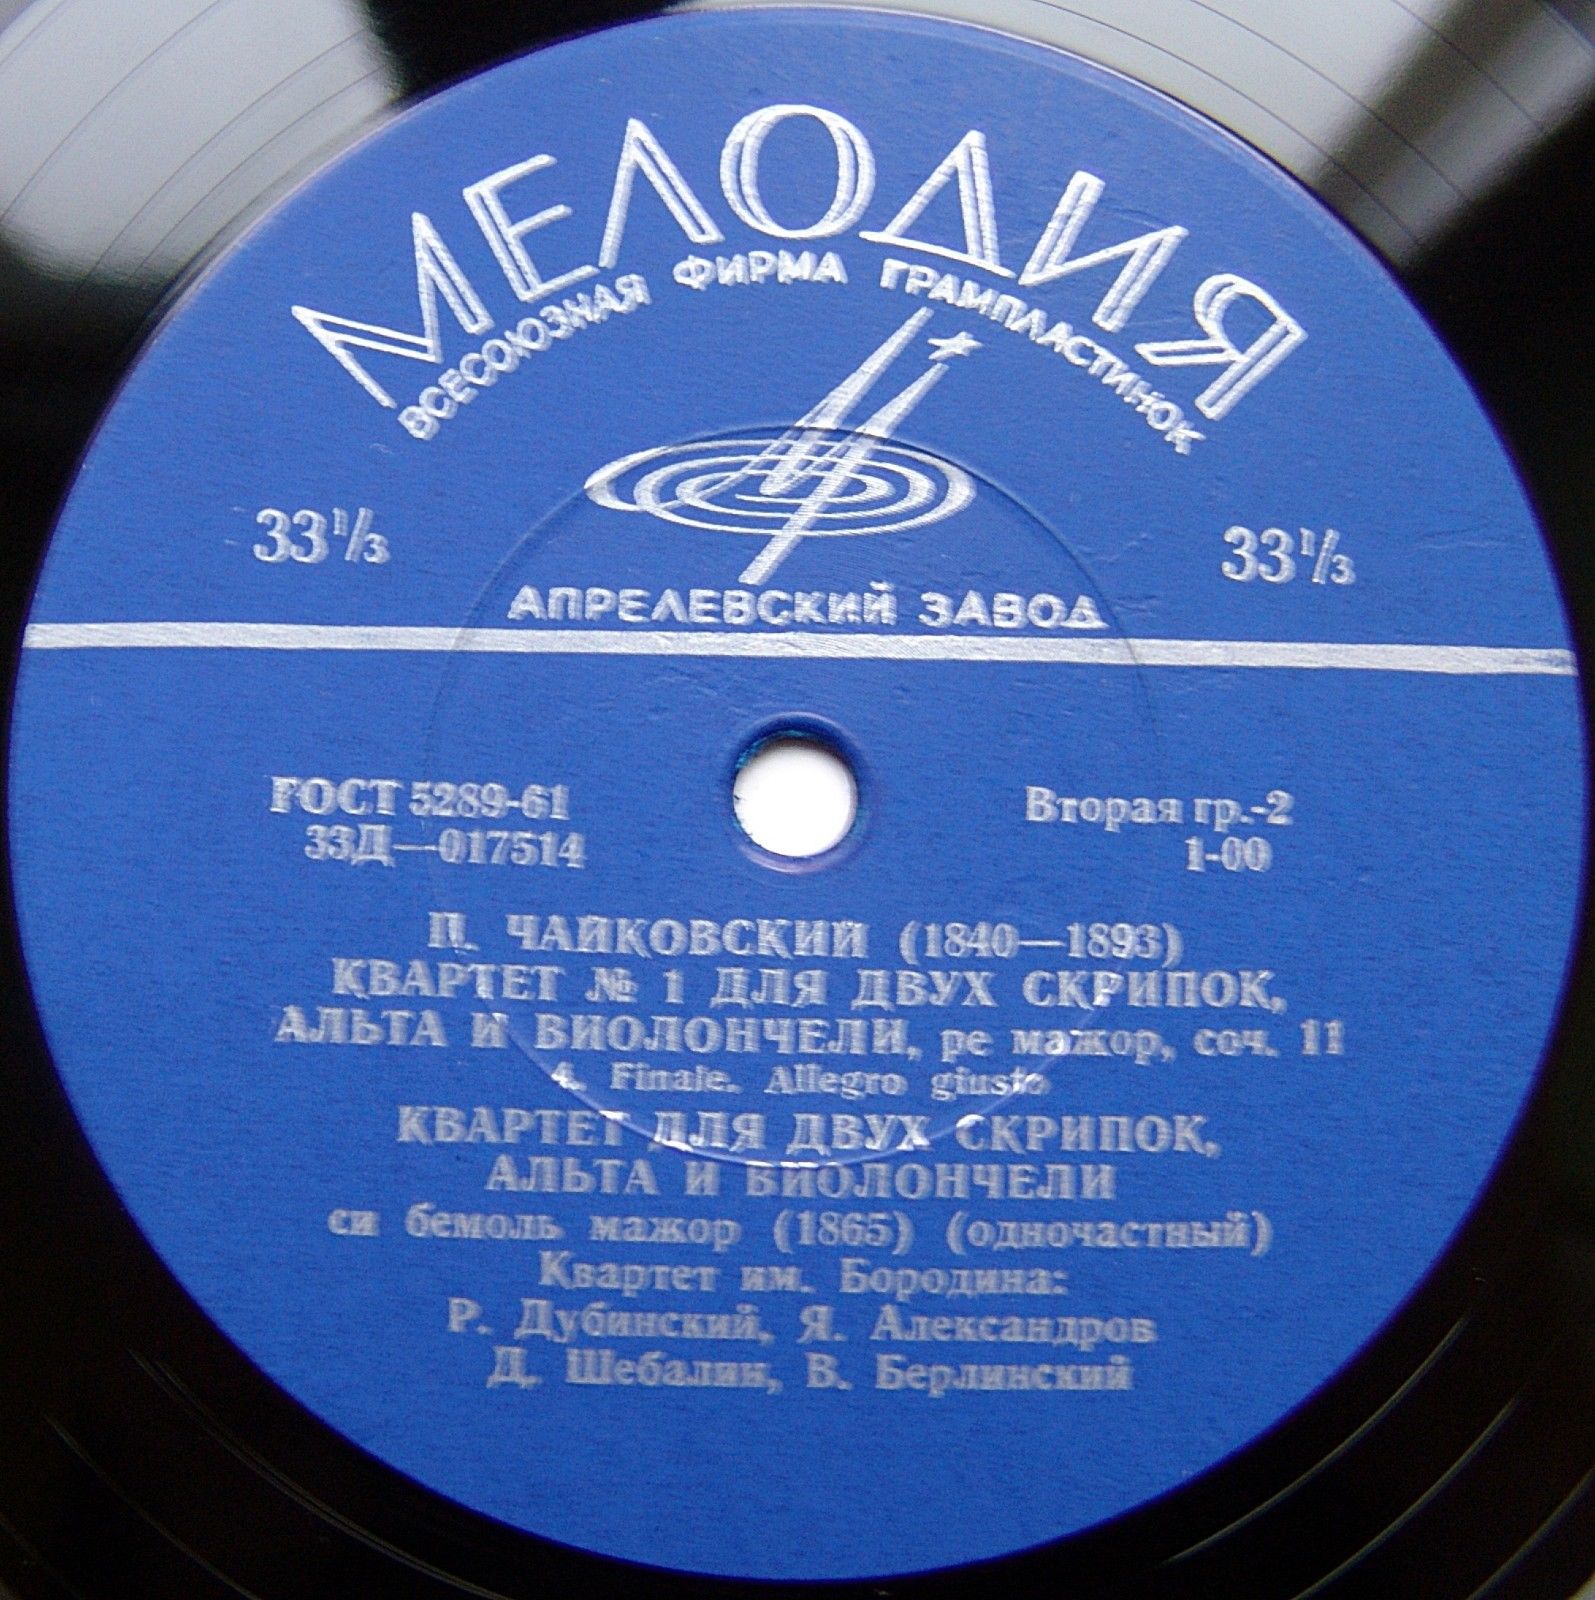 МЕЛОДИЯ
ВСЕСОЮЗНАЯ ФИРМА ГРАМПЛАСТИНОК
33⅓ 33⅓
АПРЕЛЕВСКИЙ ЗАВОД
ГОСТ 5289-61 Вторая гр.-2
33Д—017514 1-00
П. ЧАЙКОВСКИЙ (1840—1893)
КВАРТЕТ № 1 ДЛЯ ДВУХ СКРИПОК,
АЛЬТА И ВИОЛОНЧЕЛИ, ре мажор, соч. 11
4. Finale. Allegro giusto
КВАРТЕТ ДЛЯ ДВУХ СКРИПОК,
АЛЬТА И ВИОЛОНЧЕЛИ
си бемоль мажор (1865) (одночастный)
Квартет им. Бородина:
Р. Дубинский, Я. Александров
Д. Шебалин, В. Берлинский